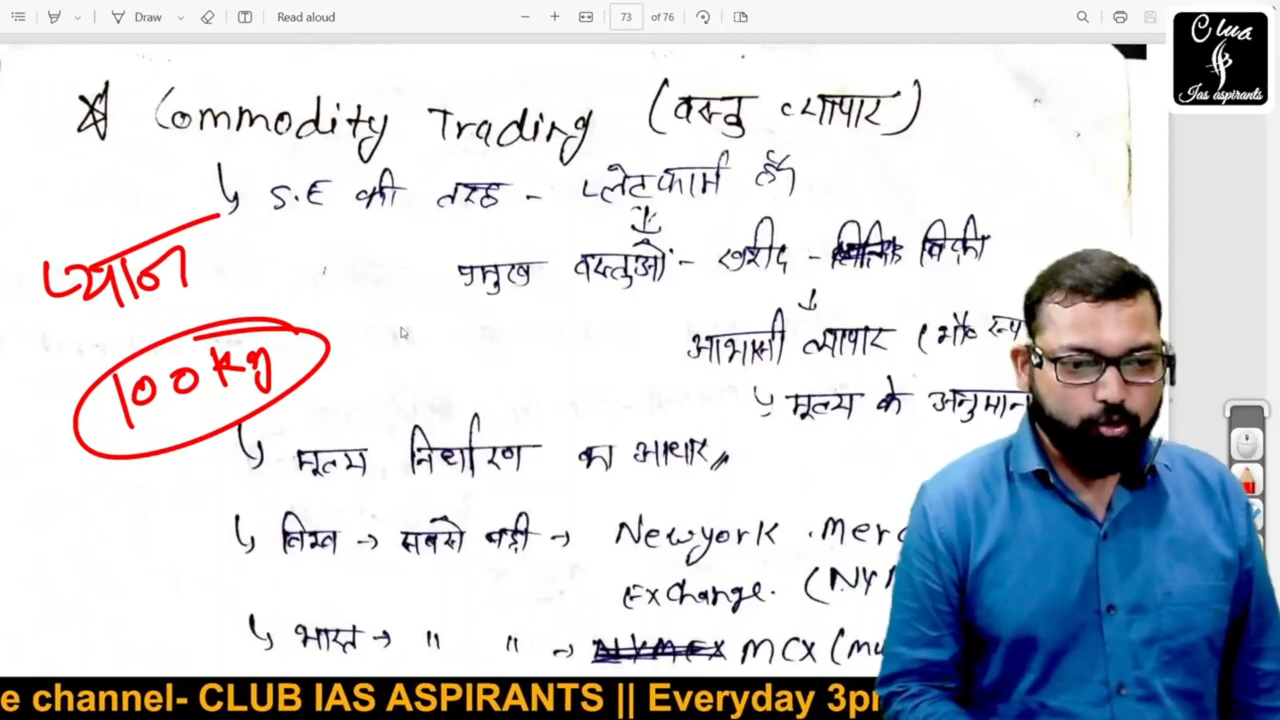 Draw
Read aloud
73 of 76
Club
Ias aspirants
Commodity Trading (वस्तु व्यापार)
↳ S.E की तरह - प्लेटफार्म है
प्रमुख वस्तुओं - खरीद - बिक्री
प्याज
आभासी व्यापार (भौ
100 kg
↳ मूल्य के अनुमान
↳ मूल्य निर्धारण का आधार
↳ विश्व → सबसे बड़ी → Newyork Merc
Exchange. (NYM
↳ भारत → " " → NYMEX MCX (Mu
e channel- CLUB IAS ASPIRANTS || Everyday 3p